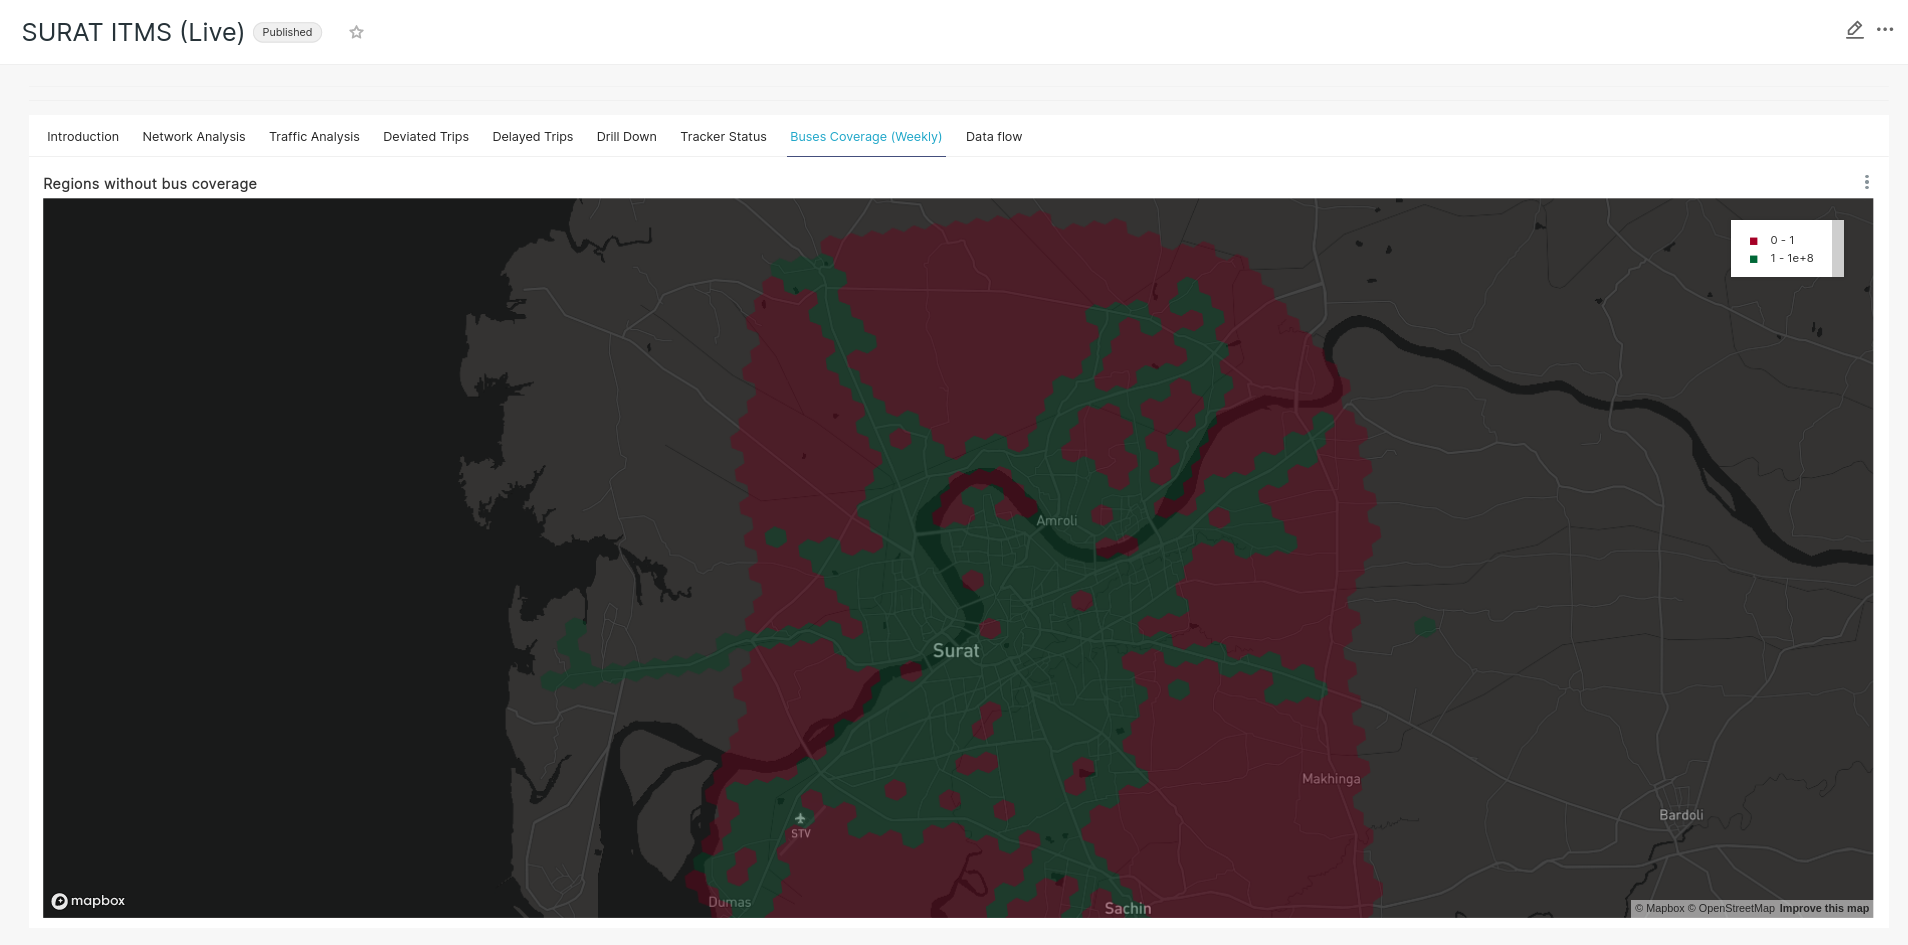 SURAT ITMS (Live) Published
Introduction Network Analysis Traffic Analysis Deviated Trips Delayed Trips Drill Down Tracker Status Buses Coverage (Weekly) Data flow
Regions without bus coverage
0 - 1
1 - 1e+8
Amroli
Surat
Makhinga
Bardoli
STV
Dumas
Sachin
mapbox
© Mapbox © OpenStreetMap Improve this map